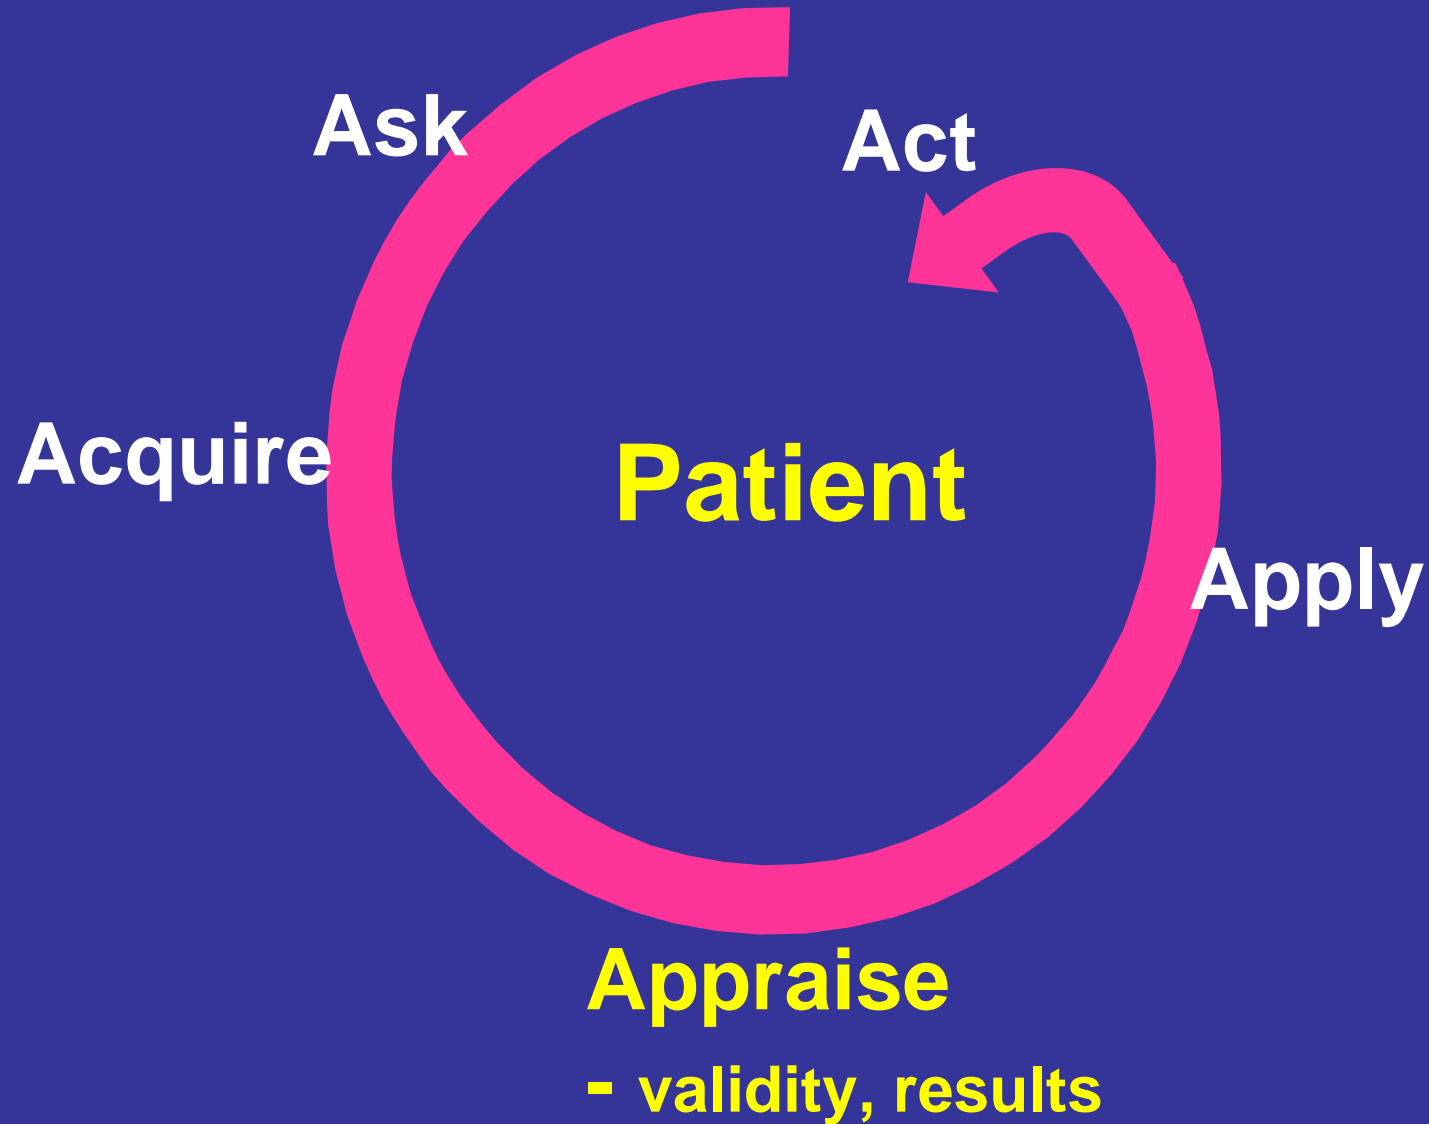 Ask
Act
Acquire
Patient
Apply
Appraise
- validity, results